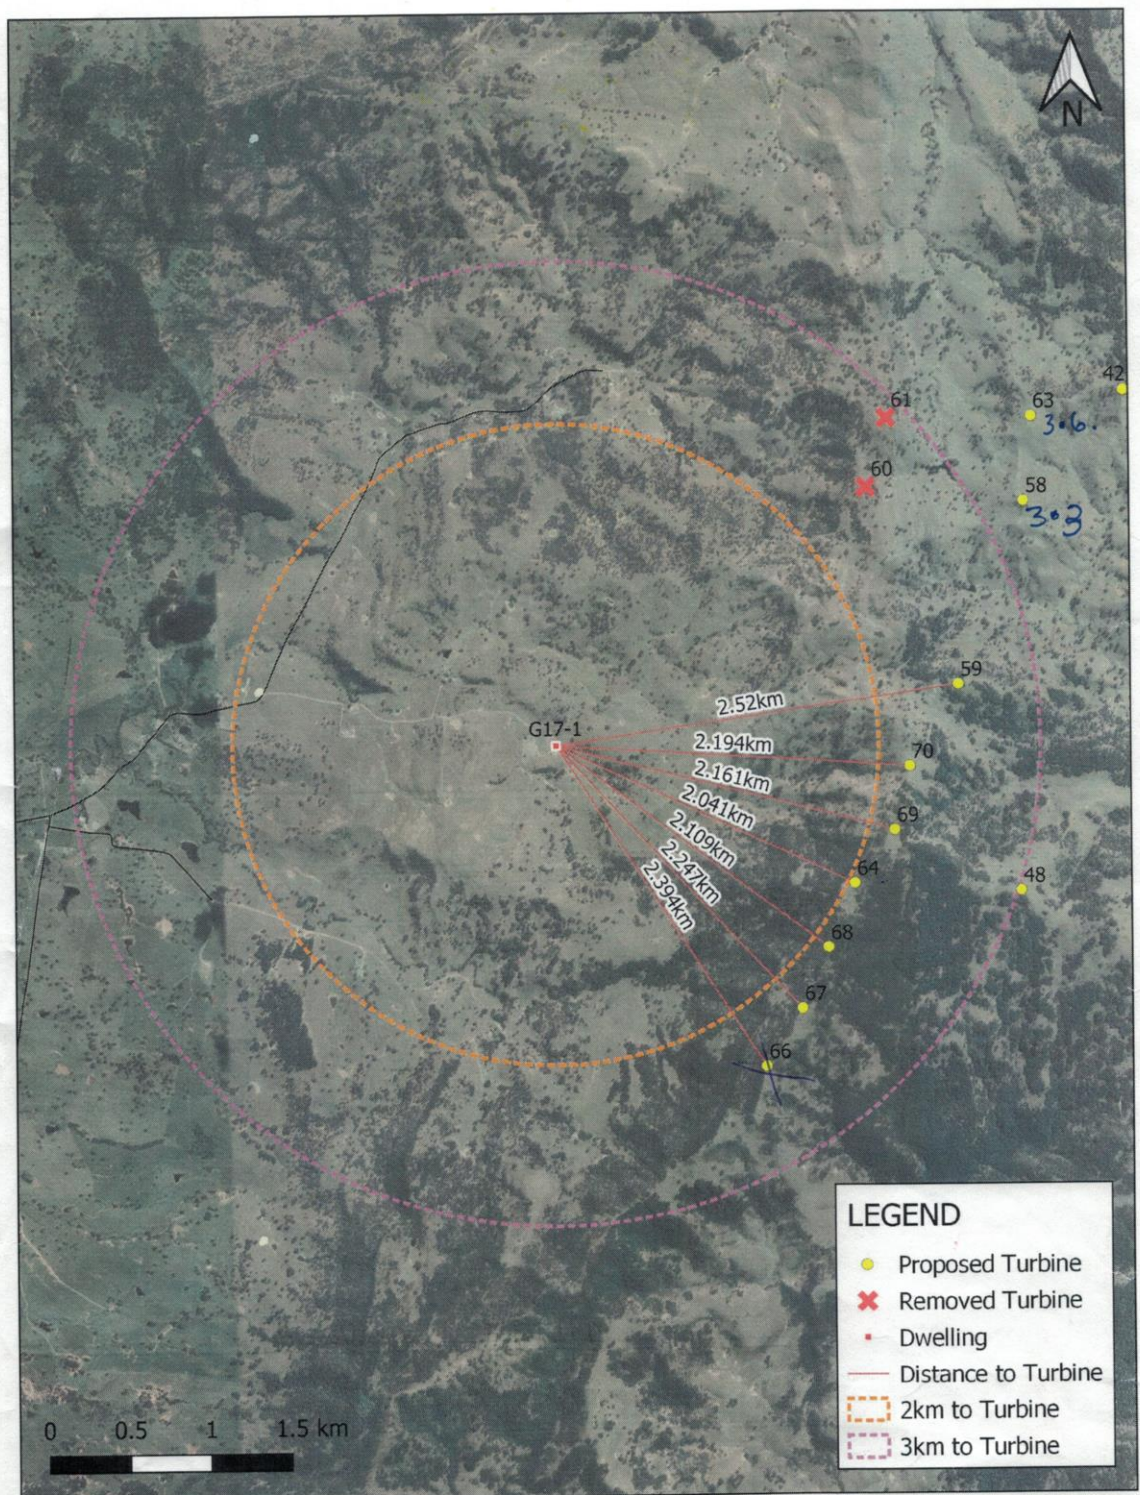 N
42
61
63
3.6.
60
58
3.3
59
2.52km
G17-1
2.194km
70
2.161km
2.041km
69
2.109km
2.247km
64
48
2.394km
68
67
66
LEGEND
Proposed Turbine
Removed Turbine
Dwelling
Distance to Turbine
2km to Turbine
3km to Turbine
0 0.5 1 1.5 km